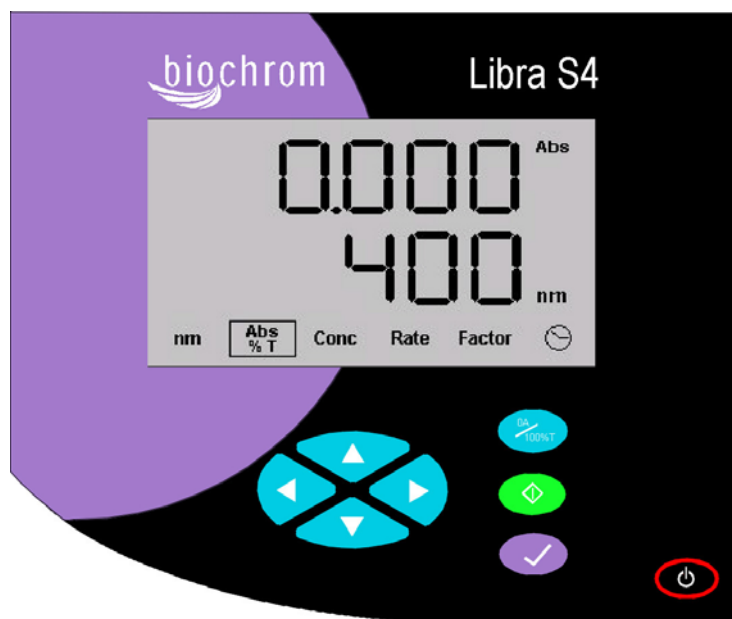 biochrom Libra S4
0.000 Abs
400 nm
nm Abs % T Conc Rate Factor
0A/100%T